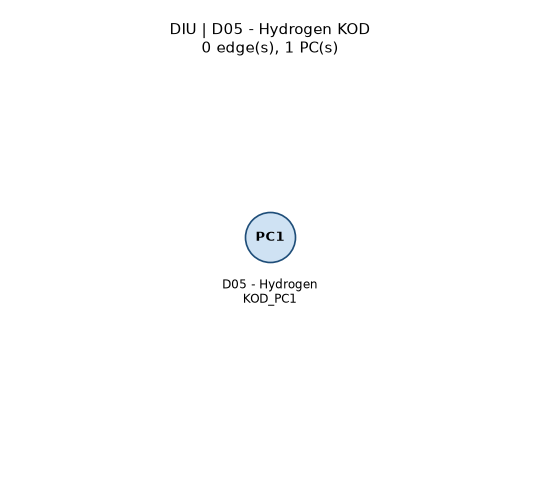 DIU | D05 - Hydrogen KOD
0 edge(s), 1 PC(s)
PC1
D05 - Hydrogen
KOD_PC1